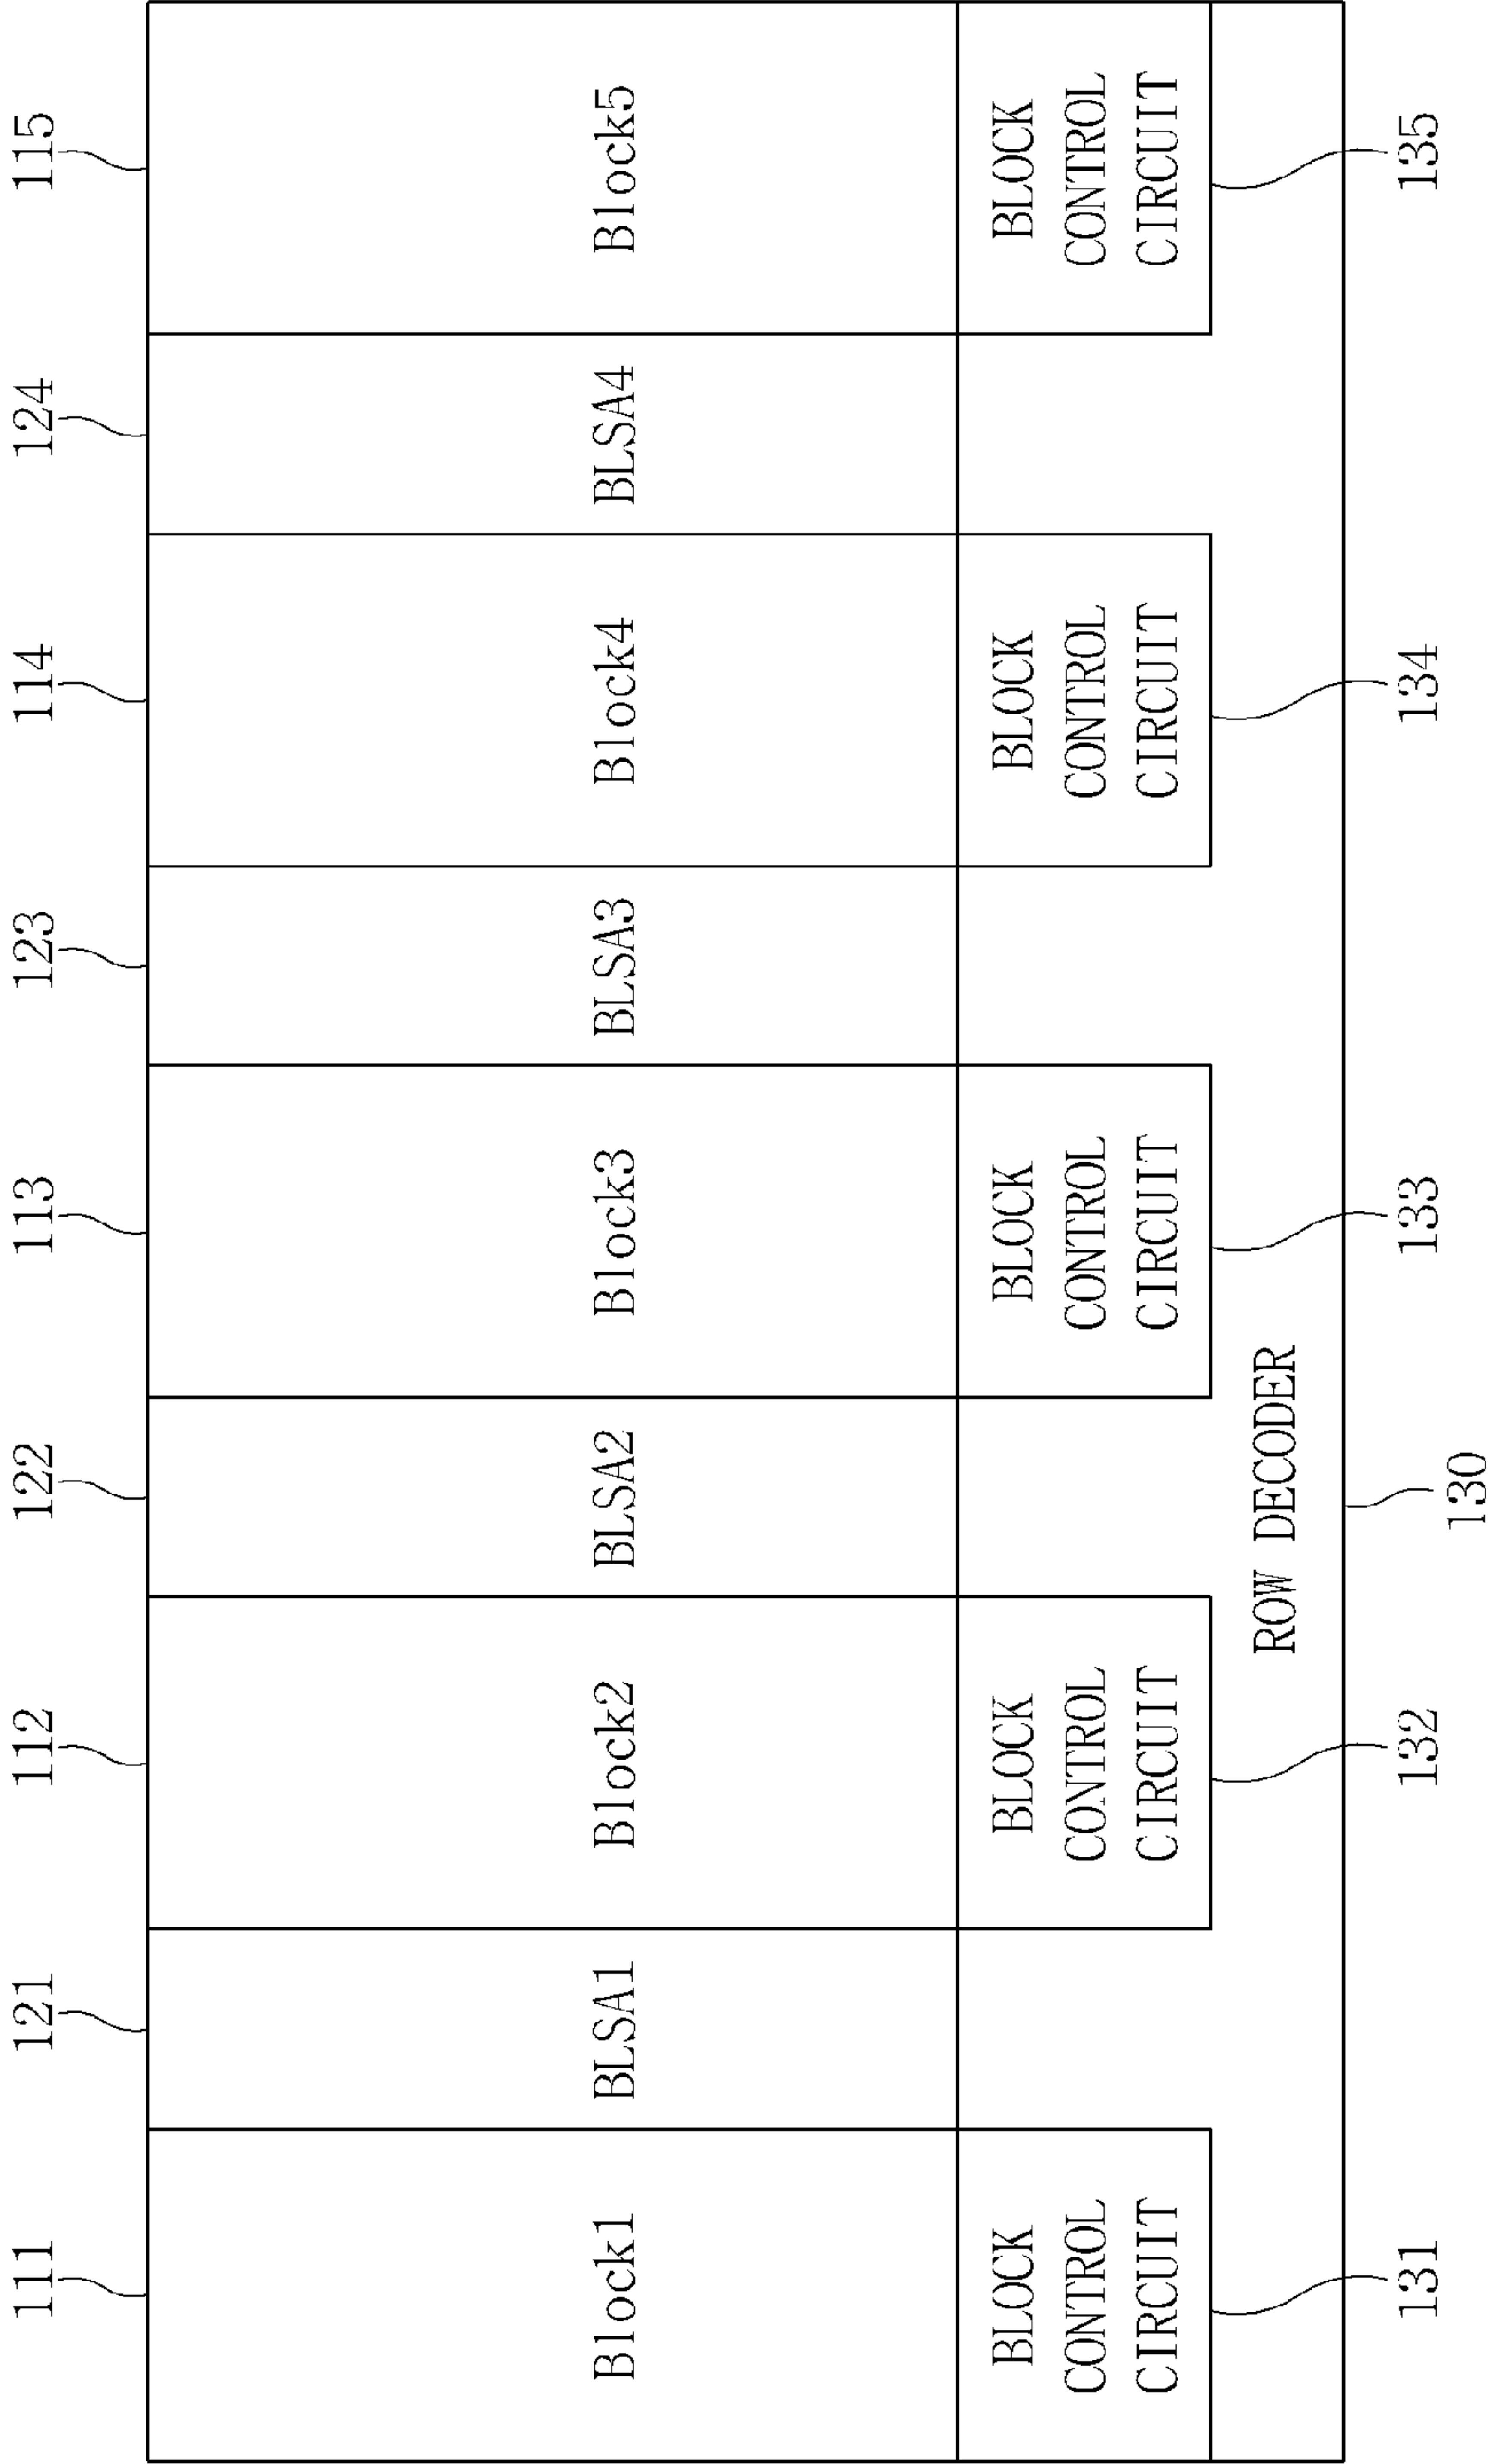 111
121
112
122
113
123
114
124
115
Block1
BLSA1
Block2
BLSA2
Block3
BLSA3
Block4
BLSA4
Block5
BLOCK
CONTROL
CIRCUIT
BLOCK
CONTROL
CIRCUIT
BLOCK
CONTROL
CIRCUIT
BLOCK
CONTROL
CIRCUIT
BLOCK
CONTROL
CIRCUIT
ROW DECODER
131
132
133
134
135
130